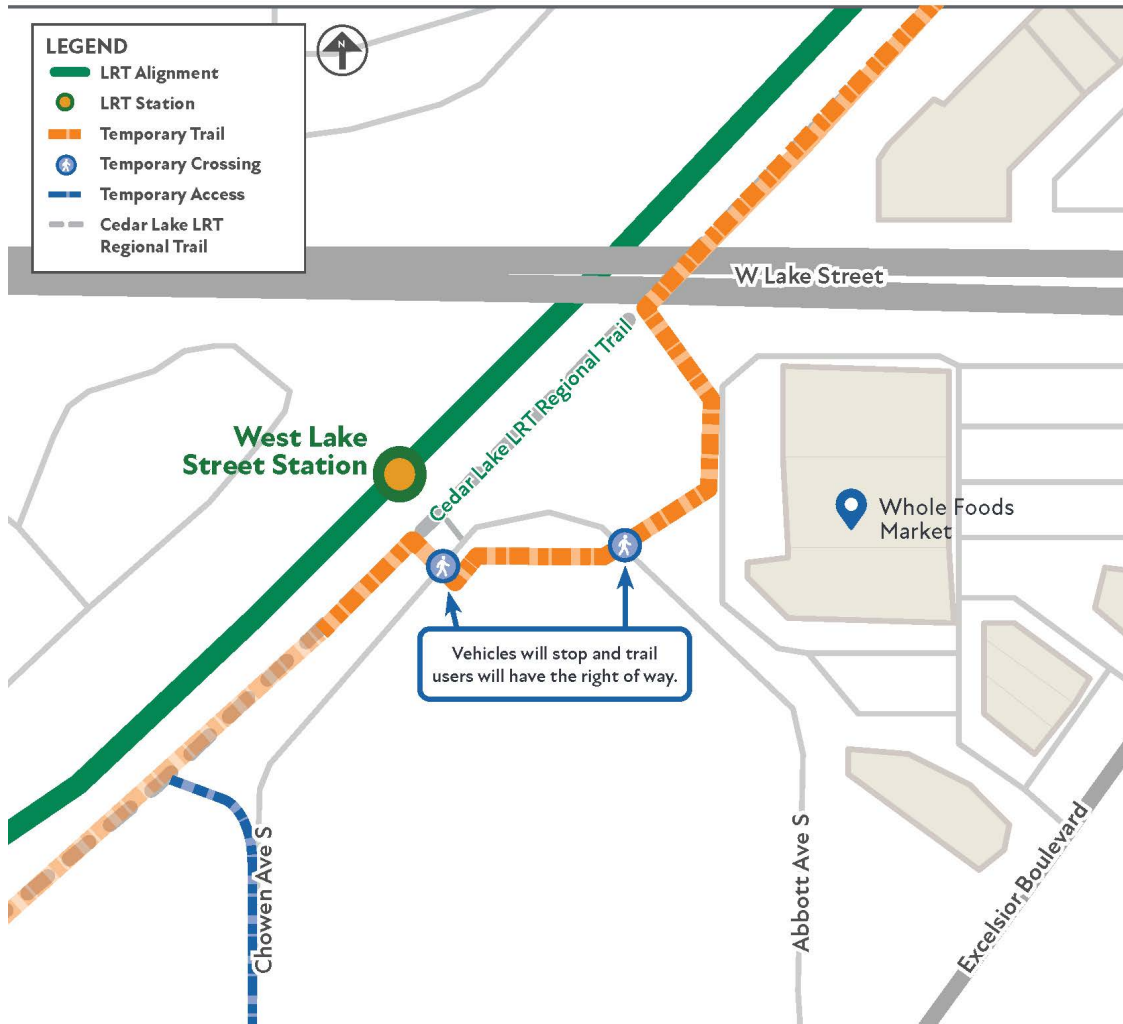 LEGEND
LRT Alignment
LRT Station
Temporary Trail
Temporary Crossing
Temporary Access
Cedar Lake LRT
Regional Trail
N
W Lake Street
Cedar Lake LRT Regional Trail
West Lake
Street Station
Whole Foods
Market
Vehicles will stop and trail
users will have the right of way.
Chowen Ave S
Abbott Ave S
Excelsior Boulevard